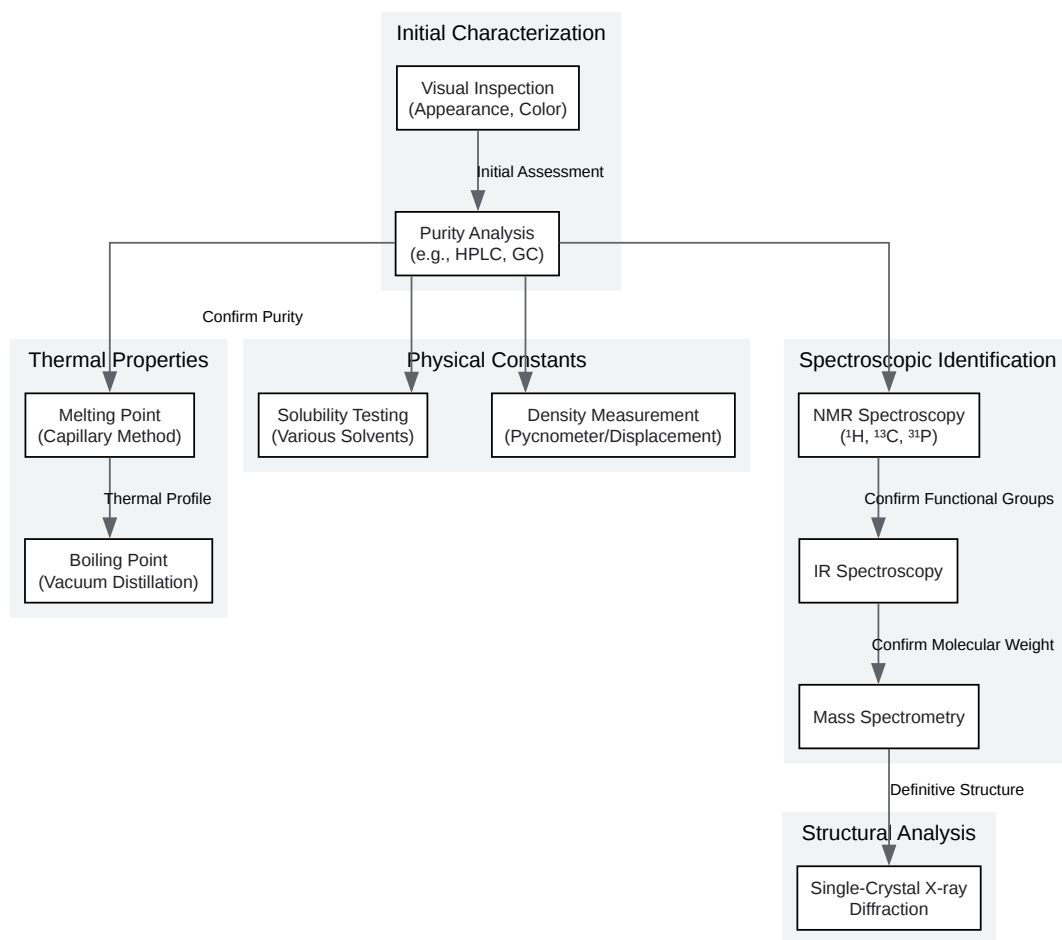 Initial Characterization
Visual Inspection
(Appearance, Color)
Initial Assessment
Purity Analysis
(e.g., HPLC, GC)
Confirm Purity
Thermal Properties
Melting Point
(Capillary Method)
Thermal Profile
Boiling Point
(Vacuum Distillation)
Physical Constants
Solubility Testing
(Various Solvents)
Density Measurement
(Pycnometer/Displacement)
Spectroscopic Identification
NMR Spectroscopy
(¹H, ¹³C, ³¹P)
Confirm Functional Groups
IR Spectroscopy
Confirm Molecular Weight
Mass Spectrometry
Definitive Structure
Structural Analysis
Single-Crystal X-ray
Diffraction